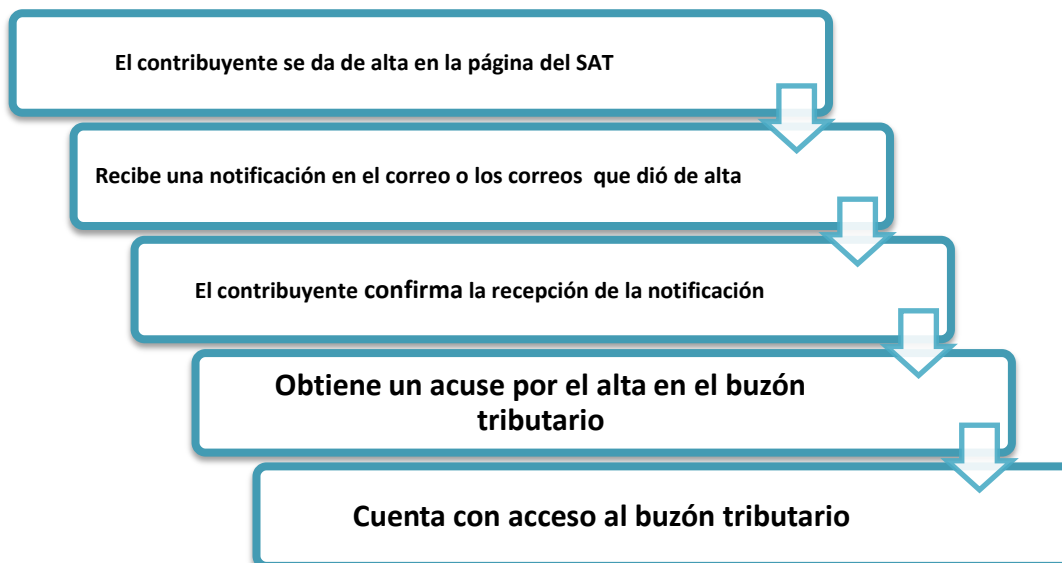 El contribuyente se da de alta en la página del SAT
Recibe una notificación en el correo o los correos que dió de alta
El contribuyente confirma la recepción de la notificación
Obtiene un acuse por el alta en el buzón
tributario
Cuenta con acceso al buzón tributario